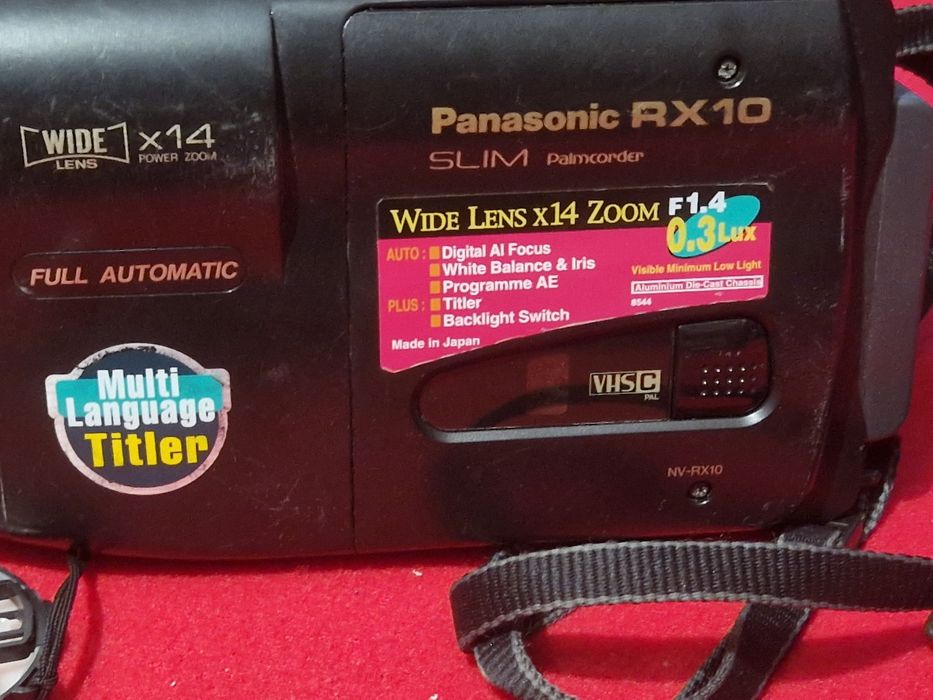 WIDE
LENS
x14
POWER ZOOM
FULL AUTOMATIC
Multi
Language
Titler
Panasonic RX10
SLIM Palmcorder
WIDE LENS X14 ZOOM F1.4
0.3Lux
AUTO: Digital AI Focus
White Balance & Iris
Programme AE
PLUS: Titler
Backlight Switch
Visible Minimum Low Light
Aluminium Die-Cast Chassis
8544
Made in Japan
VHS C
PAL
NV-RX10